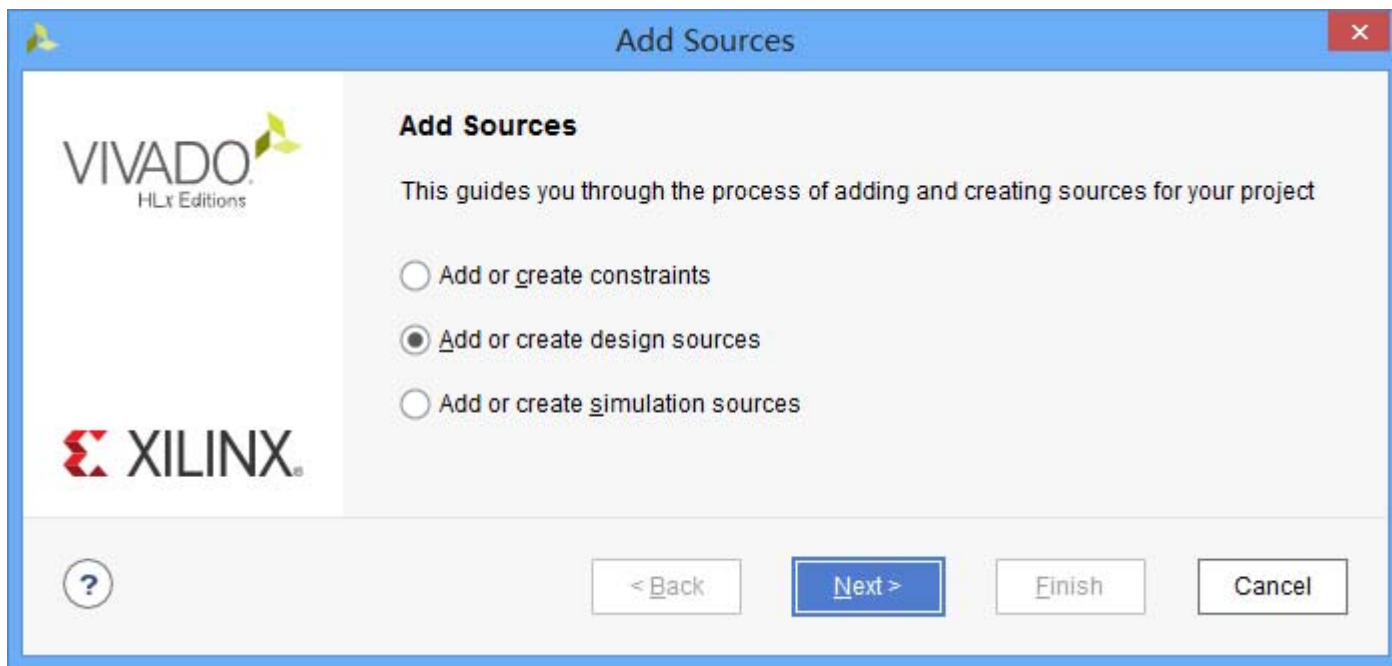 Add Sources
VIVADO.
HLx Editions
XILINX.
Add Sources
This guides you through the process of adding and creating sources for your project
Add or create constraints
Add or create design sources
Add or create simulation sources
?
< Back
Next >
Finish
Cancel